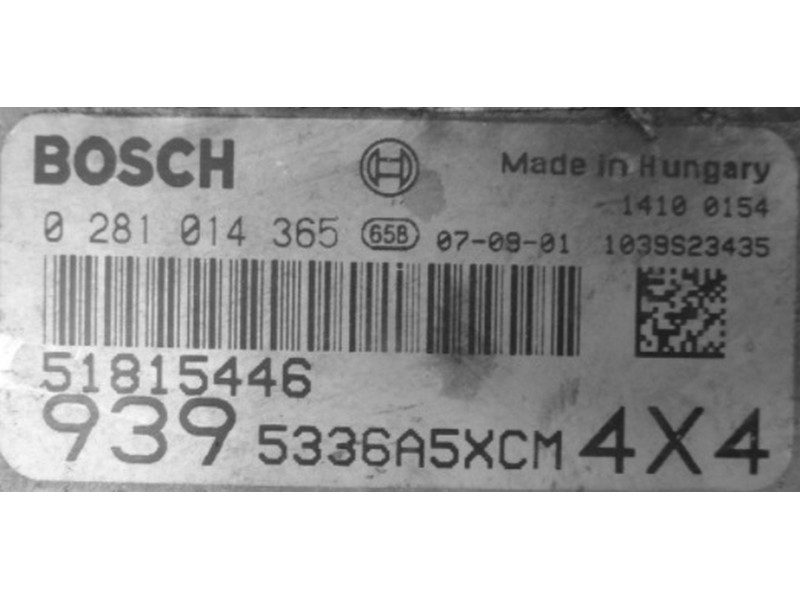 BOSCH Made in Hungary
1410 0154
0 281 014 365 658 07-09-01 1039S23435
51815446
939 5336A5XCM 4X4